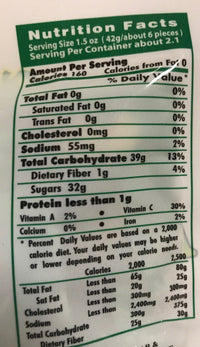 Nutrition Facts
Serving Size 1.5 oz ( 42g/about 6 pieces )
Serving Per Container about 2.1
Amount Per Serving
Calories 160 Calories from Fat 0
% Daily Value*
Total Fat 0g 0%
Saturated Fat 0g 0%
Trans Fat 0g 0%
Cholesterol 0mg 0%
Sodium 55mg 2%
Total Carbohydrate 39g 13%
Dietary Fiber 1g 4%
Sugars 32g
Protein less than 1g
Vitamin A 2% • Vitamin C 30%
Calcium 0% • Iron 2%
* Percent Daily Values are based on a 2,000
calorie diet. Your daily values may be higher
or lower depending on your calorie needs.
Calories 2,000 2,500
Total Fat Less than 65g 80g
Sat Fat Less than 20g 25g
Cholesterol Less than 300mg 300mg
Sodium Less than 2,400mg 2,400mg
Total Carbohydrate 300g 375g
Dietary Fiber 25g 30g